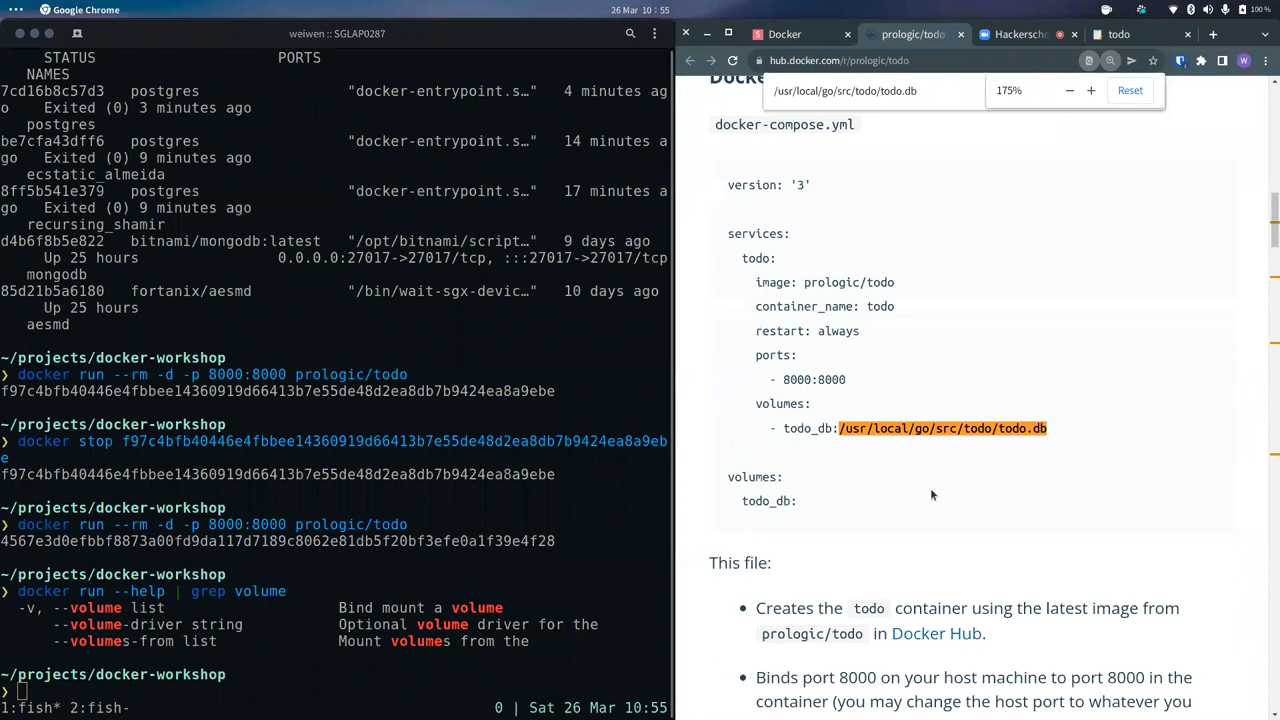 Google Chrome
26 Mar 10:55
100 %
weiwen :: SGLAP0287
STATUS PORTS
NAMES
7cd16b8c57d3 postgres "docker-entrypoint.s…" 4 minutes ag
o Exited (0) 3 minutes ago
postgres
be7cfa43dff6 postgres "docker-entrypoint.s…" 14 minutes a
go Exited (0) 9 minutes ago
ecstatic_almeida
8ff5b541e379 postgres "docker-entrypoint.s…" 17 minutes a
go Exited (0) 9 minutes ago
recursing_shamir
d4b6f8b5e822 bitnami/mongodb:latest "/opt/bitnami/script…" 9 days ago
Up 25 hours 0.0.0.0:27017->27017/tcp, :::27017->27017/tcp
mongodb
85d21b5a6180 fortanix/aesmd "/bin/wait-sgx-devic…" 10 days ago
Up 25 hours
aesmd
~/projects/docker-workshop
❯ docker run --rm -d -p 8000:8000 prologic/todo
f97c4bfb40446e4fbbee14360919d66413b7e55de48d2ea8db7b9424ea8a9ebe
~/projects/docker-workshop
❯ docker stop f97c4bfb40446e4fbbee14360919d66413b7e55de48d2ea8db7b9424ea8a9eb
e
f97c4bfb40446e4fbbee14360919d66413b7e55de48d2ea8db7b9424ea8a9ebe
~/projects/docker-workshop
❯ docker run --rm -d -p 8000:8000 prologic/todo
4567e3d0efbbf8873a00fd9da117d7189c8062e81db5f20bf3efe0a1f39e4f28
~/projects/docker-workshop
❯ docker run --help | grep volume
-v, --volume list Bind mount a volume
--volume-driver string Optional volume driver for the
--volumes-from list Mount volumes from the
~/projects/docker-workshop
❯
1:fish* 2:fish- 0 | Sat 26 Mar 10:55
Docker
prologic/todo
Hackersch
todo
hub.docker.com/r/prologic/todo
W
/usr/local/go/src/todo/todo.db
175%
Reset
docker-compose.yml
version: '3'
services:
todo:
image: prologic/todo
container_name: todo
restart: always
ports:
- 8000:8000
volumes:
- todo_db:/usr/local/go/src/todo/todo.db
volumes:
todo_db:
This file:
Creates the todo container using the latest image from
prologic/todo in Docker Hub.
Binds port 8000 on your host machine to port 8000 in the
container (you may change the host port to whatever you